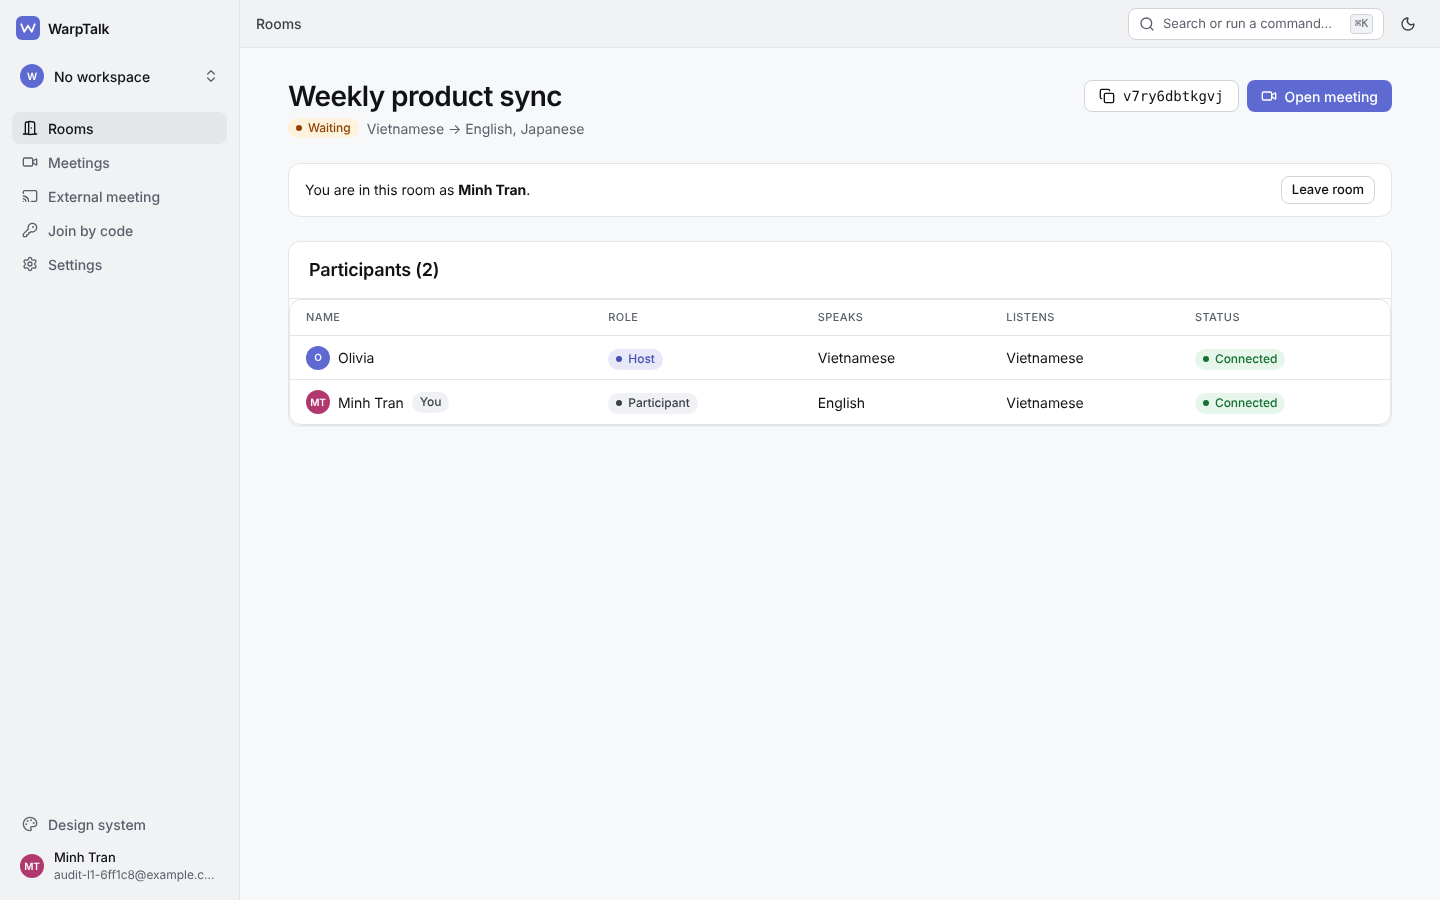 WarpTalk
W
No workspace
Rooms
Meetings
External meeting
Join by code
Settings
Design system
MT
Minh Tran
audit-l1-6ff1c8@example.c...
Rooms
Search or run a command...
⌘K
Weekly product sync
v7ry6dbtkgvj
Open meeting
Waiting
Vietnamese → English, Japanese
You are in this room as Minh Tran.
Leave room
Participants (2)
NAME ROLE SPEAKS LISTENS STATUS
O Olivia Host Vietnamese Vietnamese Connected
MT Minh Tran You Participant English Vietnamese Connected